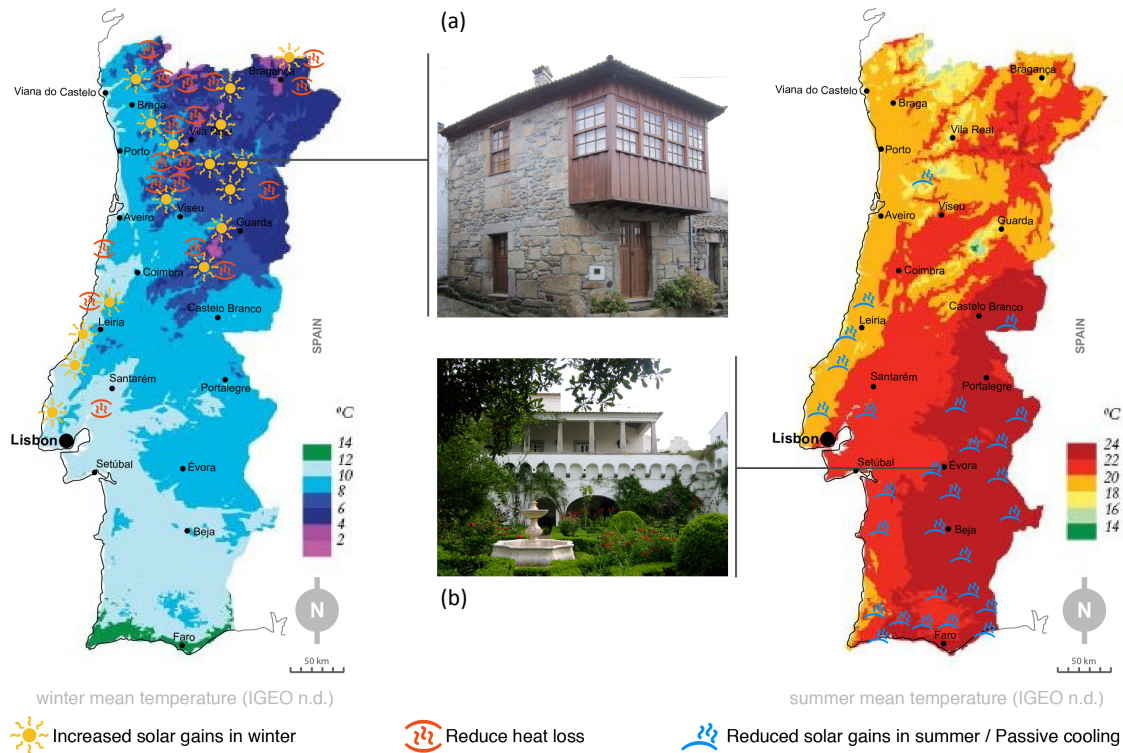 (a)
Bragança
Viana do Castelo
Braga
Vila Real
Porto
Aveiro
Viseu
Guarda
Coimbra
Castelo Branco
Leiria
SPAIN
Santarém
Portalegre
Lisbon
Setúbal
Évora
Beja
Faro
ºC
14
12
10
8
6
4
2
N
50 km
winter mean temperature (IGEO n.d.)
(b)
Bragança
Viana do Castelo
Braga
Vila Real
Porto
Aveiro
Viseu
Guarda
Coimbra
Castelo Branco
Leiria
SPAIN
Santarém
Portalegre
Lisbon
Setúbal
Évora
Beja
Faro
ºC
24
22
20
18
16
14
N
50 km
summer mean temperature (IGEO n.d.)
Increased solar gains in winter
Reduce heat loss
Reduced solar gains in summer / Passive cooling